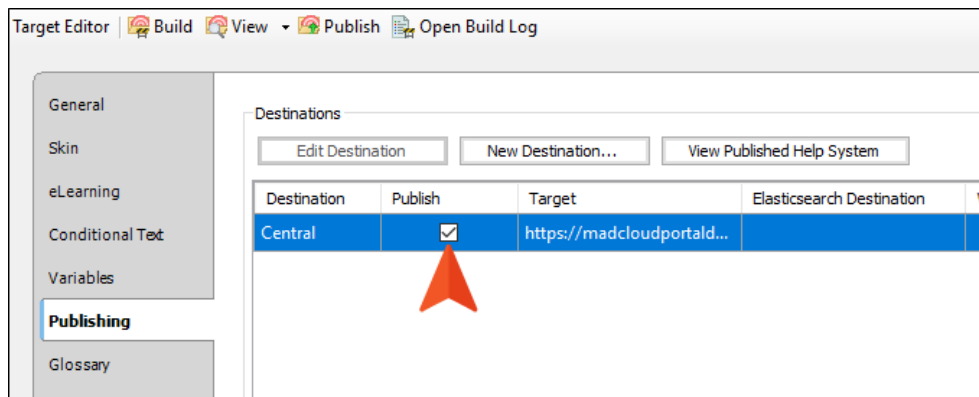 Target Editor Build View Publish Open Build Log
General
Skin
eLearning
Conditional Text
Variables
Publishing
Glossary
Destinations
Edit Destination New Destination... View Published Help System
Destination Publish Target Elasticsearch Destination
Central https://madcloudportald...